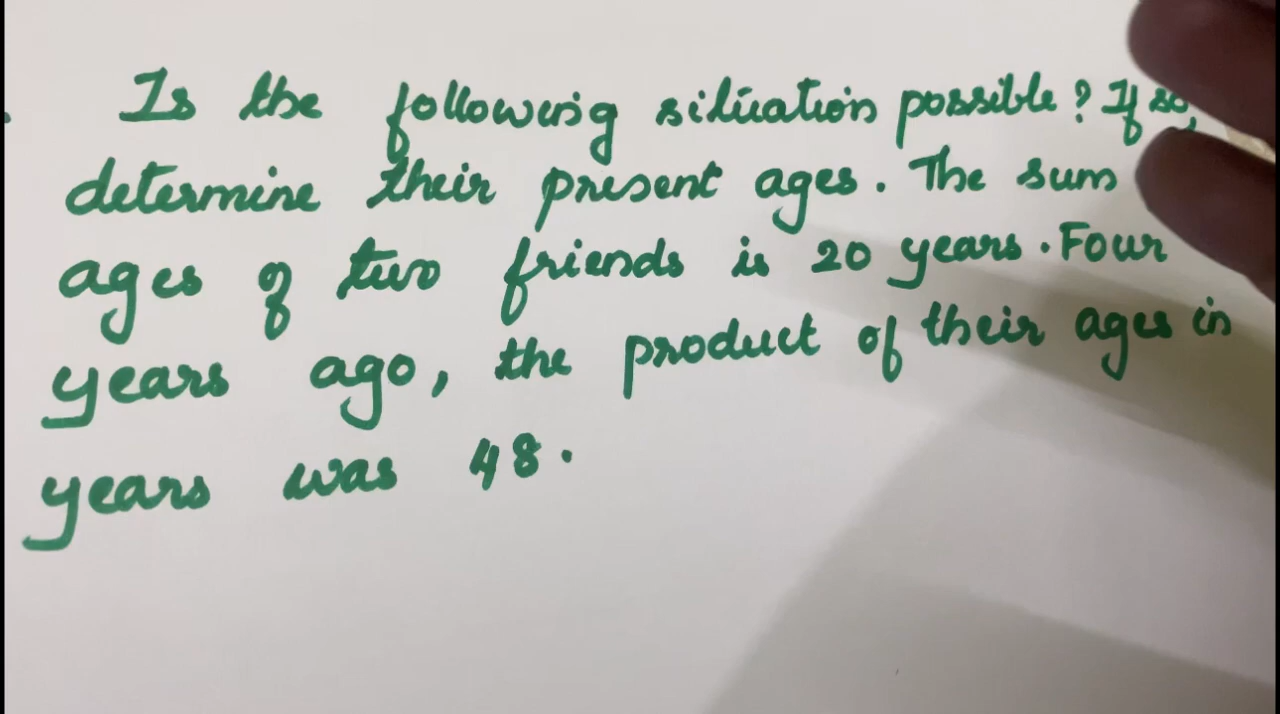 Is the following situation possible? If so,
determine their present ages. The sum
ages of two friends is 20 years. Four
years ago, the product of their ages in
years was 48.